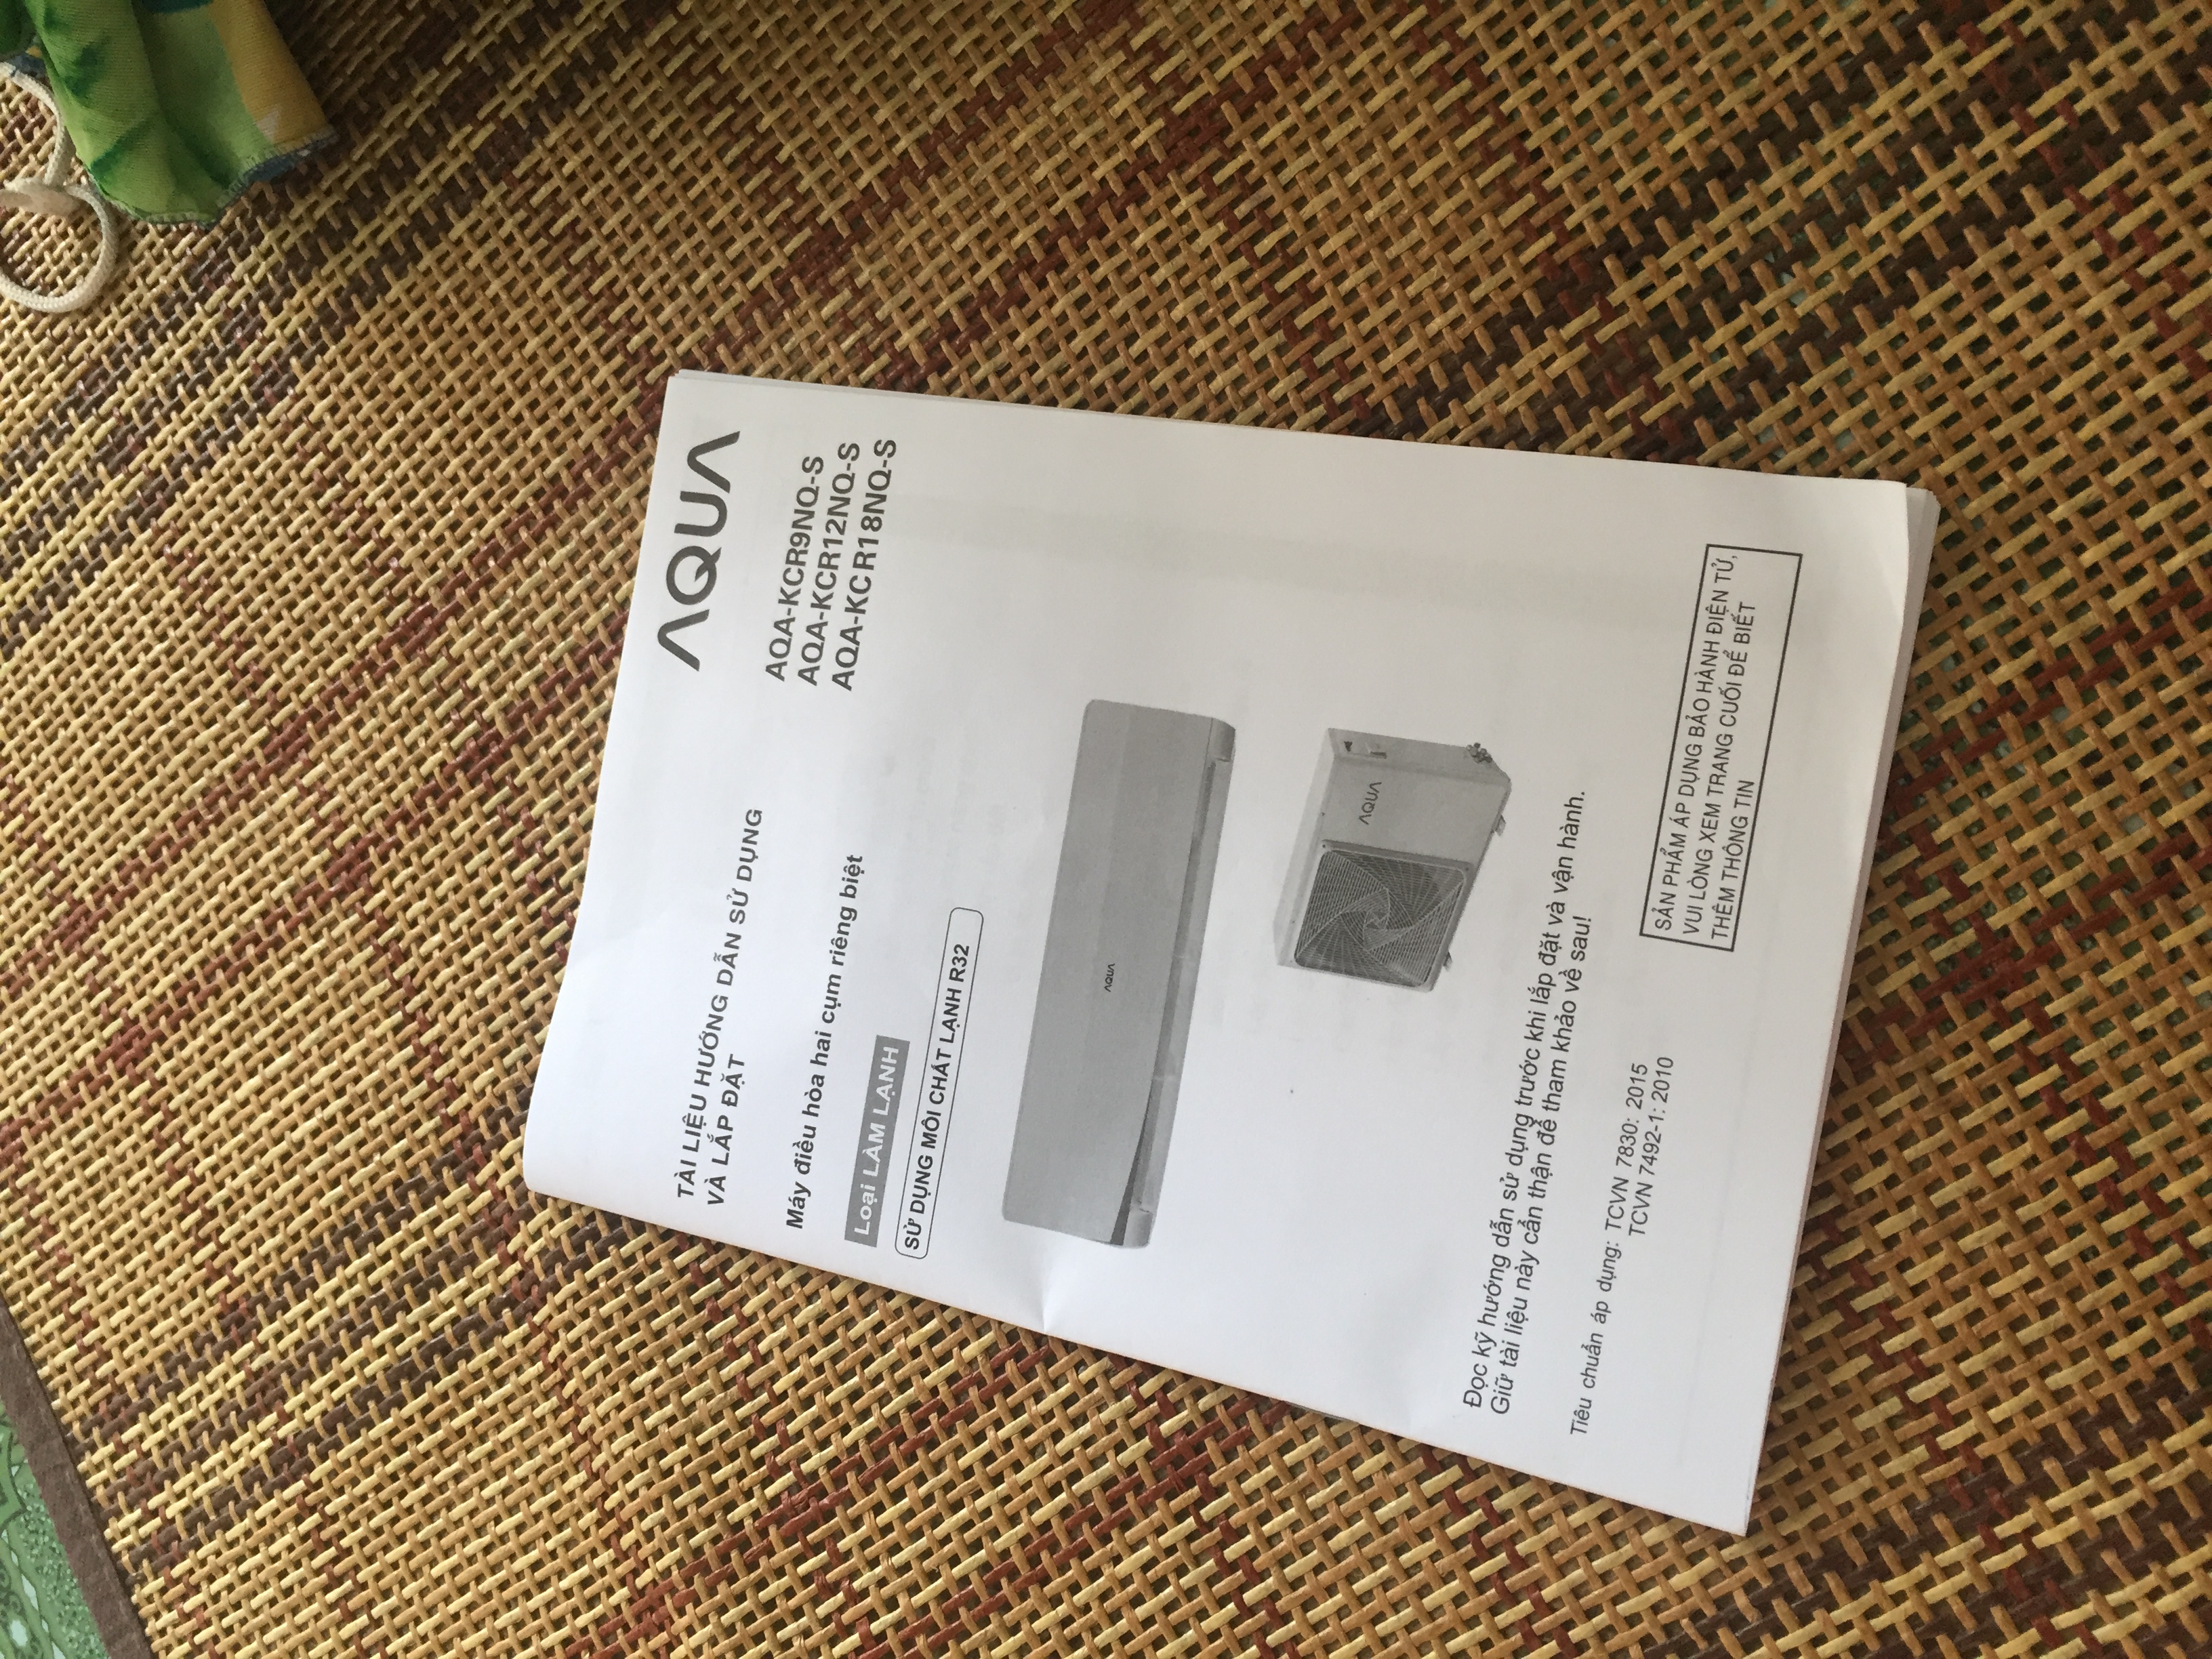 AQUA
TÀI LIỆU HƯỚNG DẪN SỬ DỤNG
VÀ LẮP ĐẶT
AQA-KCR9NQ-S
AQA-KCR12NQ-S
AQA-KCR18NQ-S
Máy điều hòa hai cụm riêng biệt
Loại LÀM LẠNH
SỬ DỤNG MÔI CHẤT LẠNH R32
AQUA
AQUA
Đọc kỹ hướng dẫn sử dụng trước khi lắp đặt và vận hành.
Giữ tài liệu này cẩn thận để tham khảo về sau!
Tiêu chuẩn áp dụng: TCVN 7830: 2015
TCVN 7492-1: 2010
SẢN PHẨM ÁP DỤNG BẢO HÀNH ĐIỆN TỬ,
VUI LÒNG XEM TRANG CUỐI ĐỂ BIẾT
THÊM THÔNG TIN